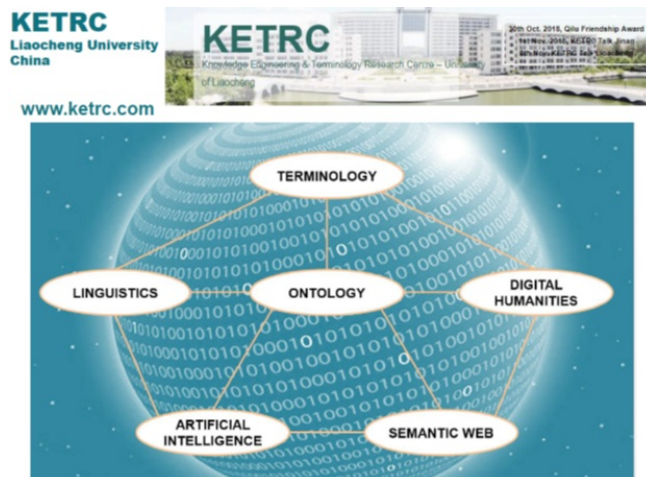 KETRC
Liaocheng University
China
www.ketrc.com
KETRC
Knowledge Engineering & Terminology Research Centre – University
of Liaocheng
30th Oct. 2018, Qilu Friendship Award
TERMINOLOGY
LINGUISTICS
ONTOLOGY
DIGITAL
HUMANITIES
ARTIFICIAL
INTELLIGENCE
SEMANTIC WEB